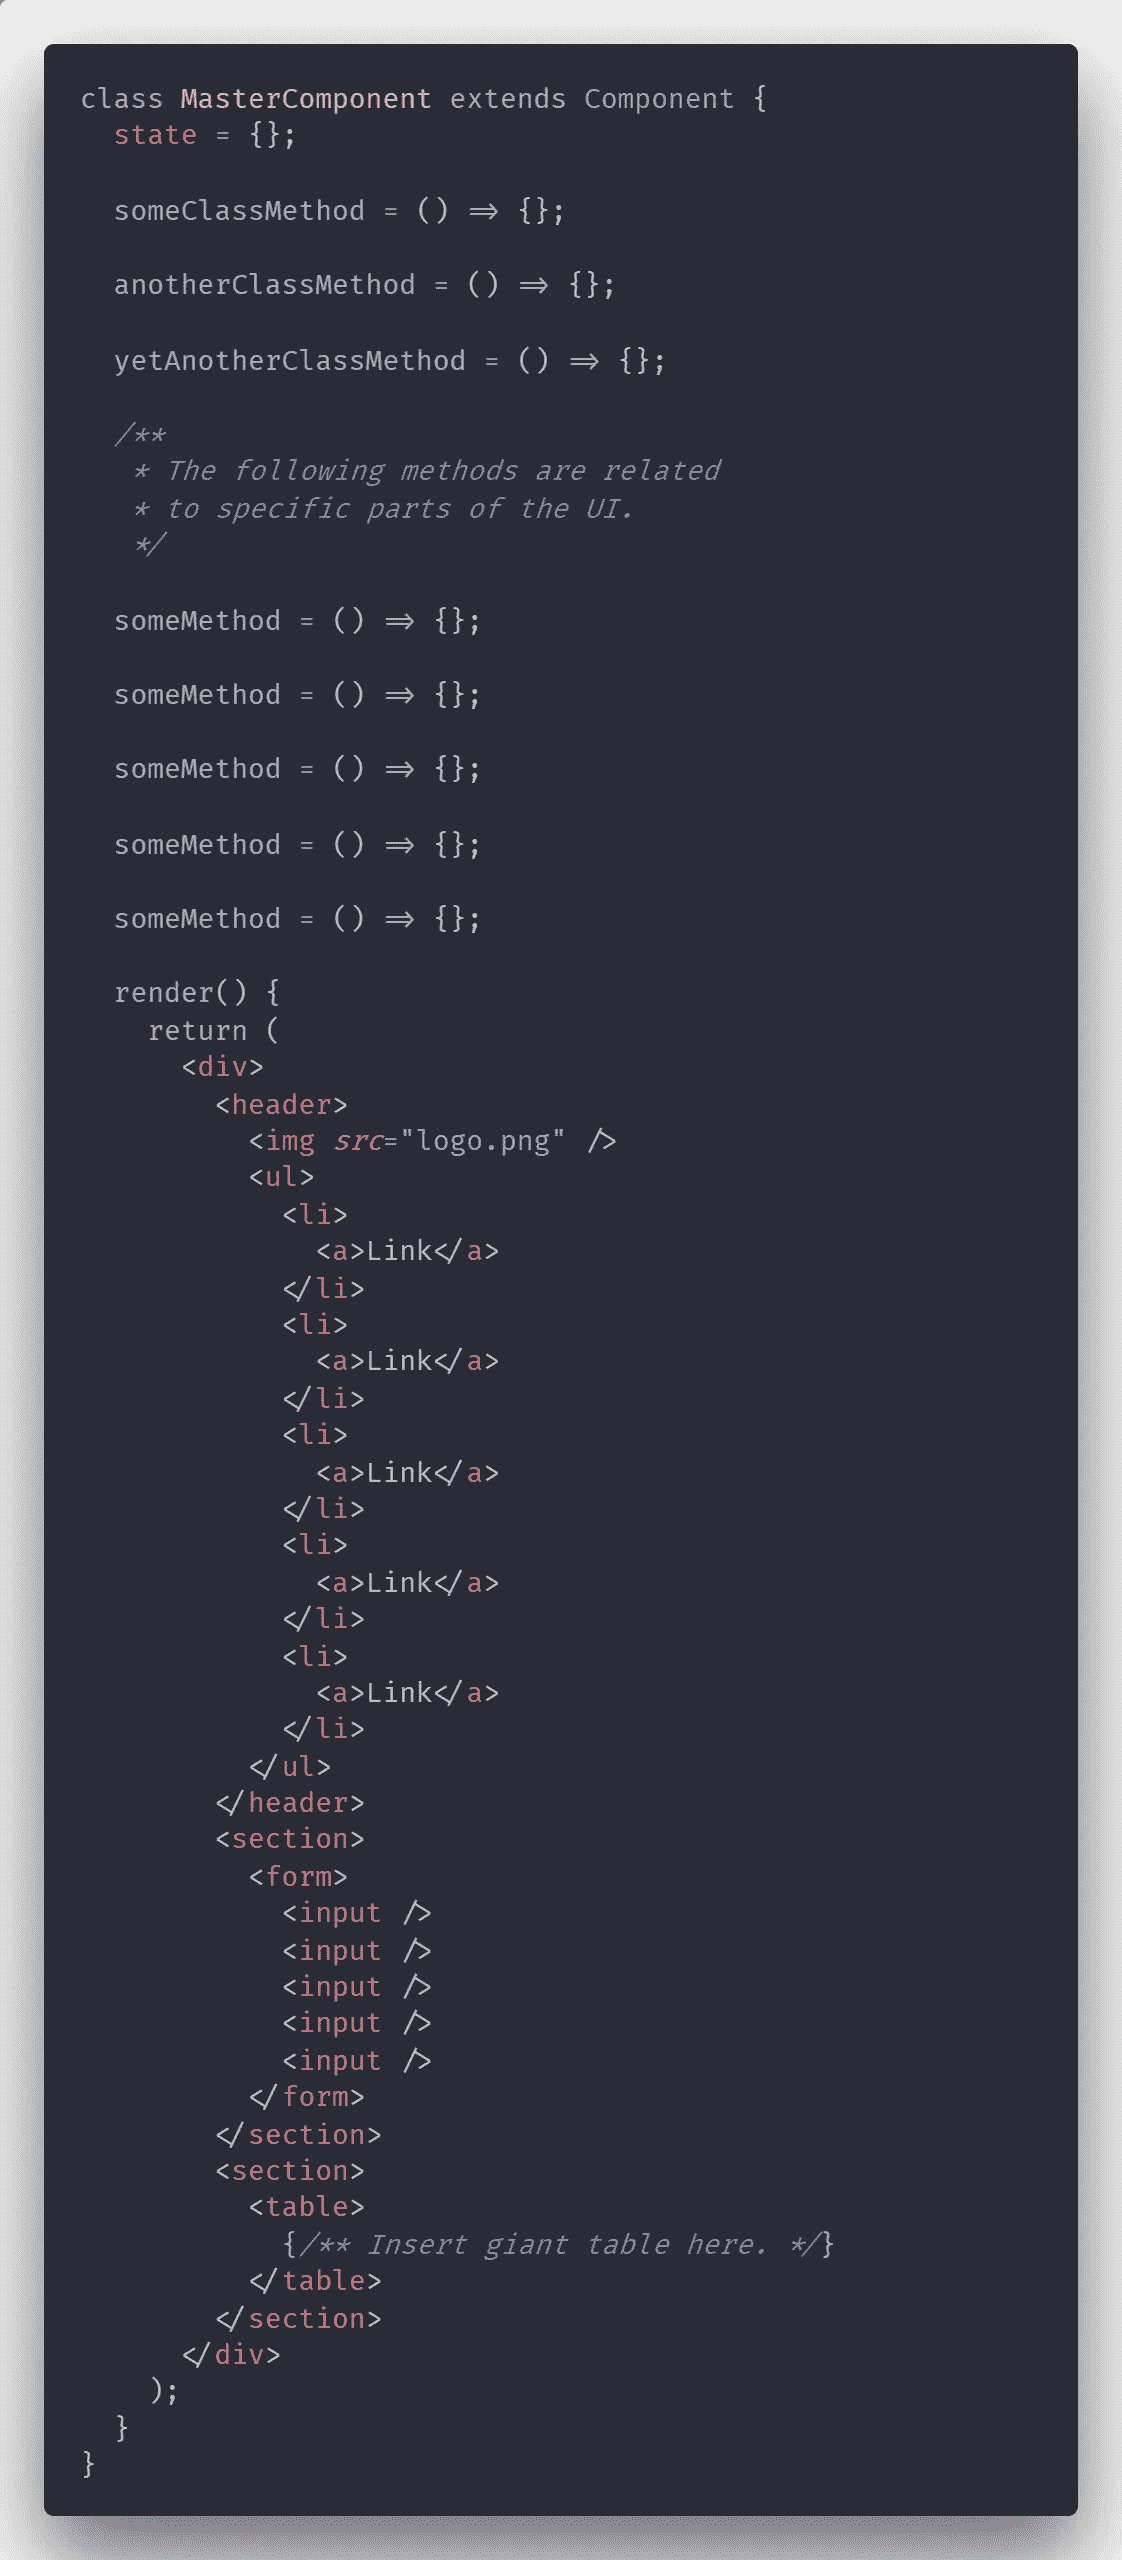 class MasterComponent extends Component {
  state = {};

  someClassMethod = () => {};

  anotherClassMethod = () => {};

  yetAnotherClassMethod = () => {};

  /**
   * The following methods are related
   * to specific parts of the UI.
   */

  someMethod = () => {};

  someMethod = () => {};

  someMethod = () => {};

  someMethod = () => {};

  someMethod = () => {};

  render() {
    return (
      <div>
        <header>
          <img src="logo.png" />
          <ul>
            <li>
              <a>Link</a>
            </li>
            <li>
              <a>Link</a>
            </li>
            <li>
              <a>Link</a>
            </li>
            <li>
              <a>Link</a>
            </li>
            <li>
              <a>Link</a>
            </li>
          </ul>
        </header>
        <section>
          <form>
            <input />
            <input />
            <input />
            <input />
            <input />
          </form>
        </section>
        <section>
          <table>
            {/** Insert giant table here. */}
          </table>
        </section>
      </div>
    );
  }
}